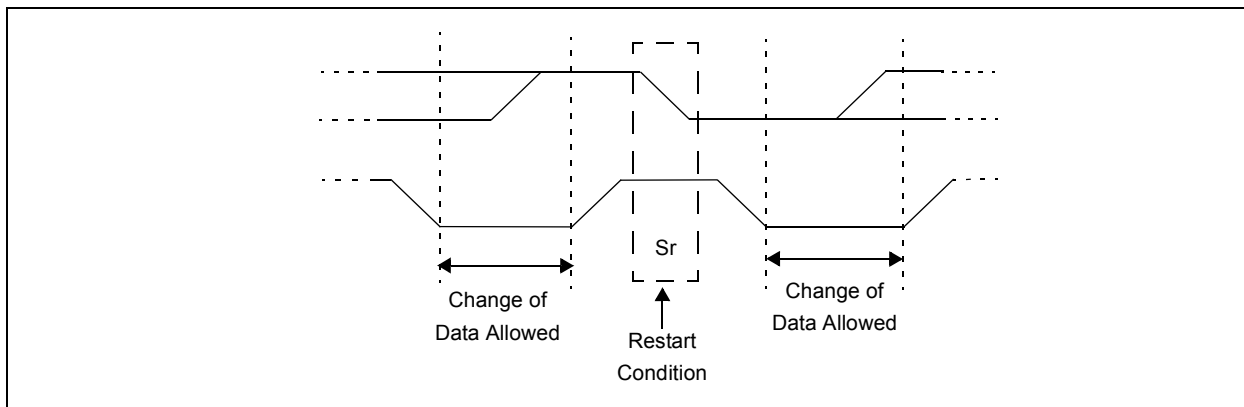 Sr
Change of
Data Allowed
Restart
Condition
Change of
Data Allowed